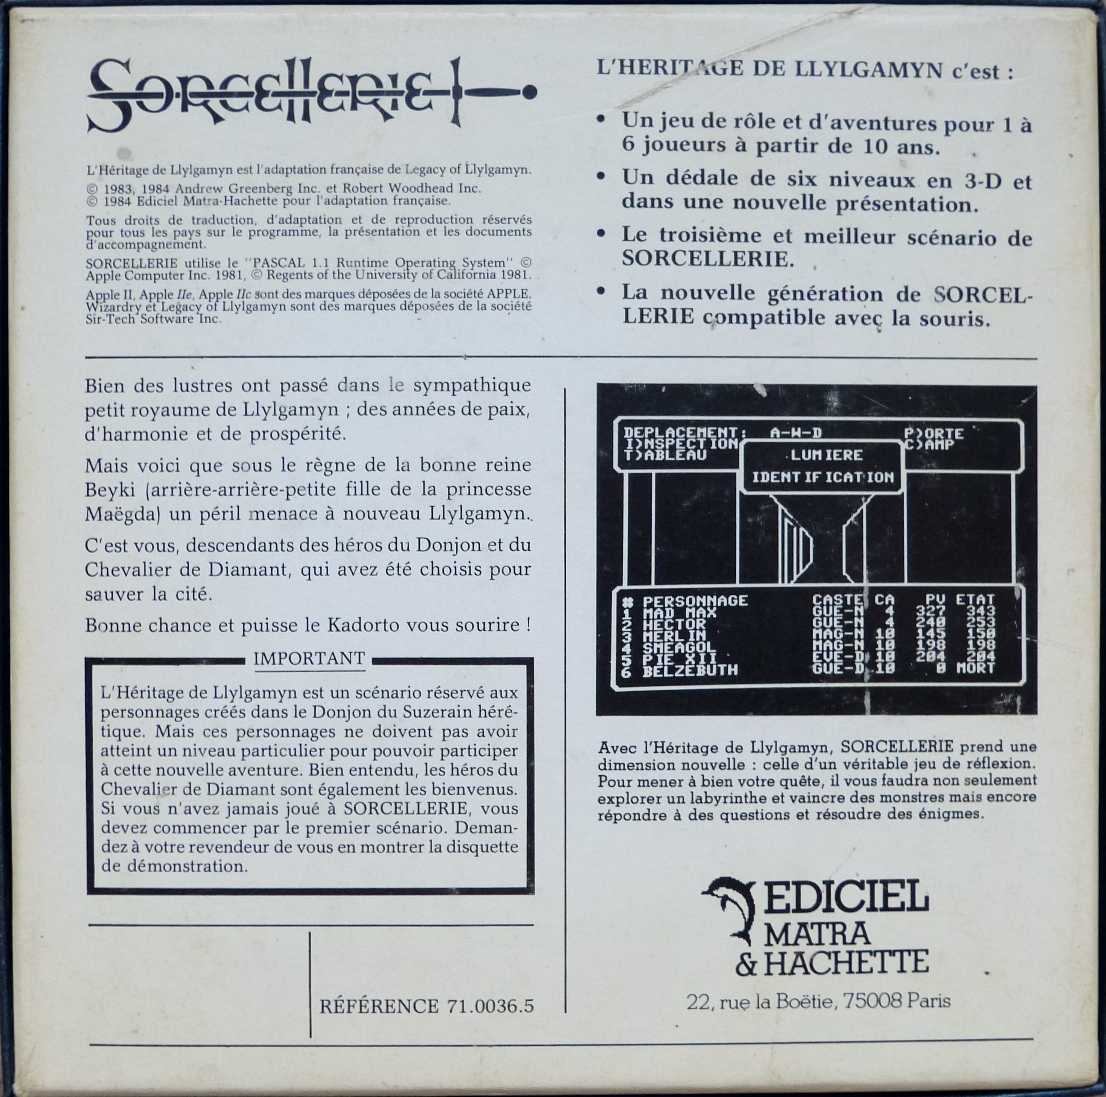 SORCELLERIE
L'Héritage de Llylgamyn est l'adaptation française de Legacy of Llylgamyn.
© 1983, 1984 Andrew Greenberg Inc. et Robert Woodhead Inc.
© 1984 Ediciel Matra-Hachette pour l'adaptation française.
Tous droits de traduction, d'adaptation et de reproduction réservés
pour tous les pays sur le programme, la présentation et les documents
d'accompagnement.
SORCELLERIE utilise le "PASCAL 1.1 Runtime Operating System" ©
Apple Computer Inc. 1981, © Regents of the University of California 1981.
Apple II, Apple IIe, Apple IIc sont des marques déposées de la société APPLE.
Wizardry et Legacy of Llylgamyn sont des marques déposées de la société
Sir-Tech Software Inc.
L'HERITAGE DE LLYLGAMYN c'est :
• Un jeu de rôle et d'aventures pour 1 à
6 joueurs à partir de 10 ans.
• Un dédale de six niveaux en 3-D et
dans une nouvelle présentation.
• Le troisième et meilleur scénario de
SORCELLERIE.
• La nouvelle génération de SORCEL-
LERIE compatible avec la souris.
Bien des lustres ont passé dans le sympathique
petit royaume de Llylgamyn ; des années de paix,
d'harmonie et de prospérité.
Mais voici que sous le règne de la bonne reine
Beyki (arrière-arrière-petite fille de la princesse
Maëgda) un péril menace à nouveau Llylgamyn.
C'est vous, descendants des héros du Donjon et du
Chevalier de Diamant, qui avez été choisis pour
sauver la cité.
Bonne chance et puisse le Kadorto vous sourire !
IMPORTANT
L'Héritage de Llylgamyn est un scénario réservé aux
personnages créés dans le Donjon du Suzerain héré-
tique. Mais ces personnages ne doivent pas avoir
atteint un niveau particulier pour pouvoir participer
à cette nouvelle aventure. Bien entendu, les héros du
Chevalier de Diamant sont également les bienvenus.
Si vous n'avez jamais joué à SORCELLERIE, vous
devez commencer par le premier scénario. Deman-
dez à votre revendeur de vous en montrer la disquette
de démonstration.
RÉFÉRENCE 71.0036.5
DEPLACEMENT: A-W-D P)ORTE
I)NSPECTION C)AMP
T)ABLEAU LUMIERE
IDENTIFICATION
# PERSONNAGE CASTE CA PV ETAT
1 MAD MAX GUE-N 4 327 343
2 HECTOR GUE-N 4 240 253
3 MERLIN MAG-N 10 145 150
4 SMEAGOL MAG-N 10 198 198
5 PIE XII EVE-D 10 204 204
6 BELZEBUTH GUE-D 10 0 MORT
Avec l'Héritage de Llylgamyn, SORCELLERIE prend une
dimension nouvelle : celle d'un véritable jeu de réflexion.
Pour mener à bien votre quête, il vous faudra non seulement
explorer un labyrinthe et vaincre des monstres mais encore
répondre à des questions et résoudre des énigmes.
EDICIEL
MATRA
& HACHETTE
22, rue la Boëtie, 75008 Paris